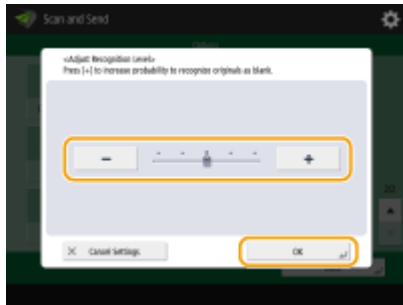 Scan and Send
<Adjust Recognition Level>
Press [+] to increase probability to recognize originals as blank.
− +
Cancel Settings
OK